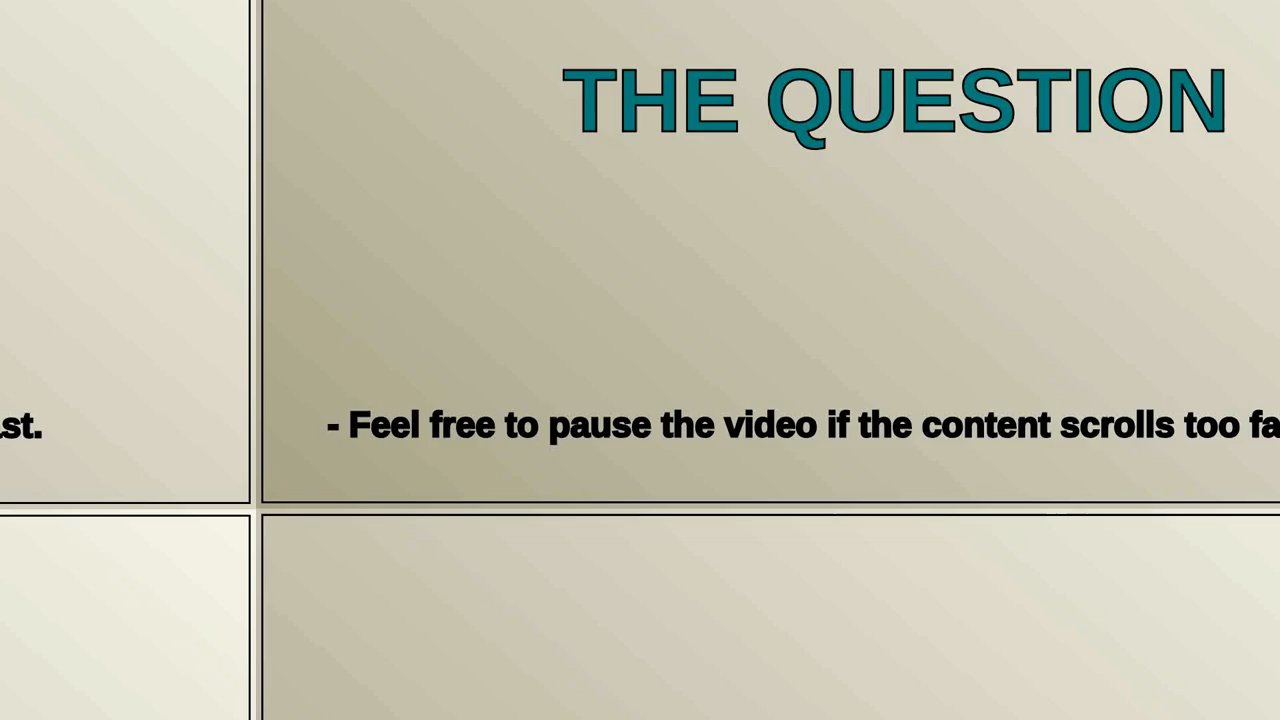 THE QUESTION
- Feel free to pause the video if the content scrolls too